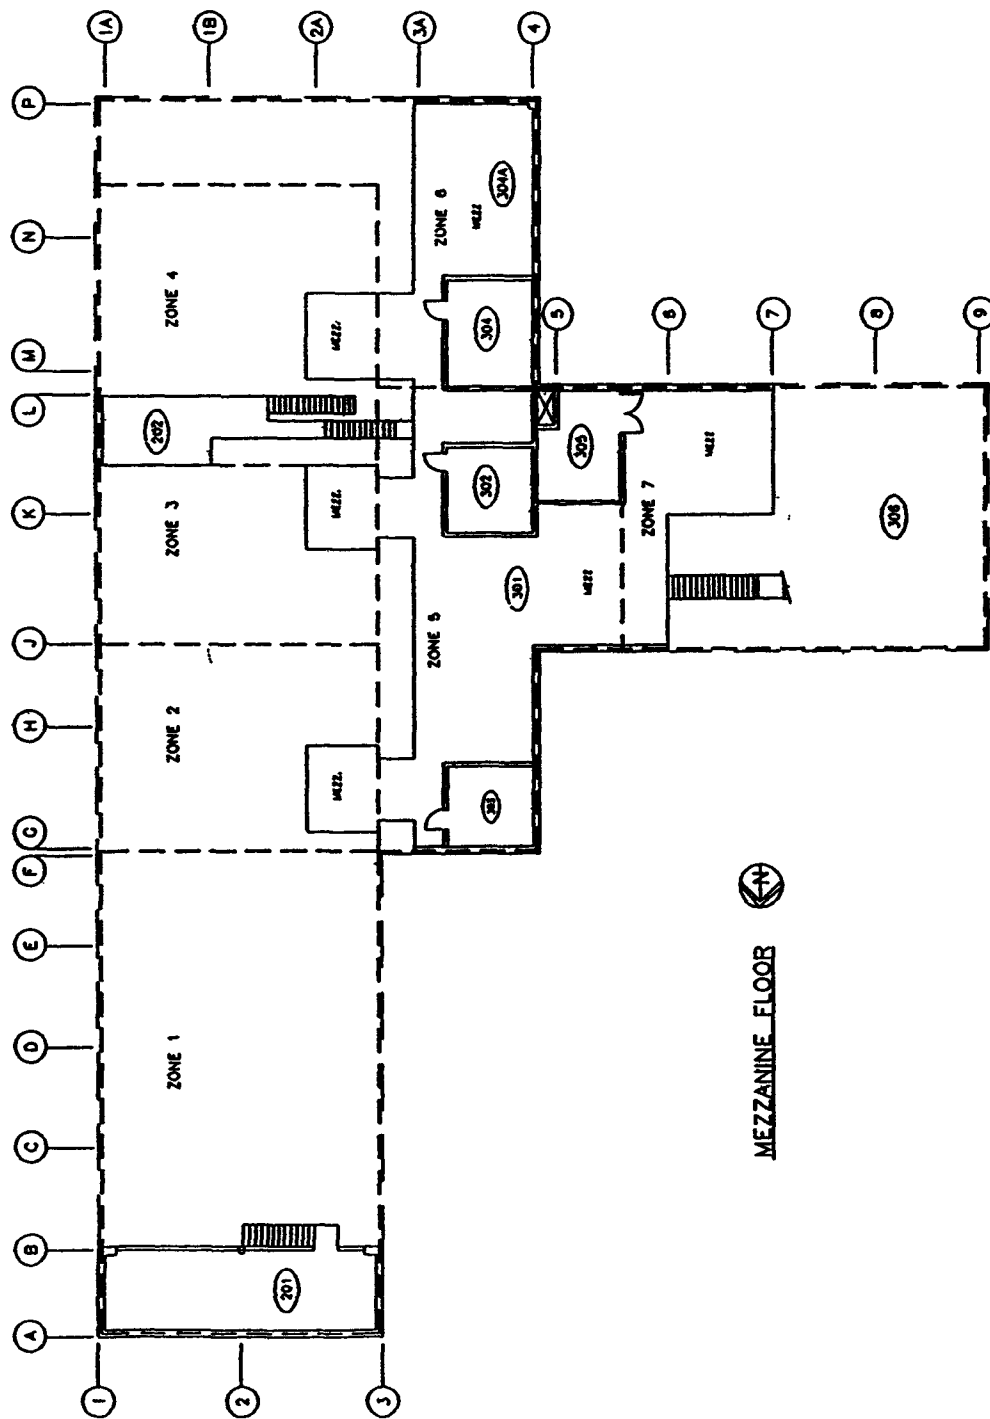 A B C D E F G H J K L M N P
1 1A
202
ZONE 1 ZONE 2 ZONE 3 ZONE 4
1B
2
201
2A
MEZZ. MEZZ. MEZZ.
3
3A
ZONE 5 ZONE 6
MEZZ
302 304 304A
301
4
5
305
MEZZ
ZONE 7
6
MEZZ
MEZZANINE FLOOR N
7
8
306
9